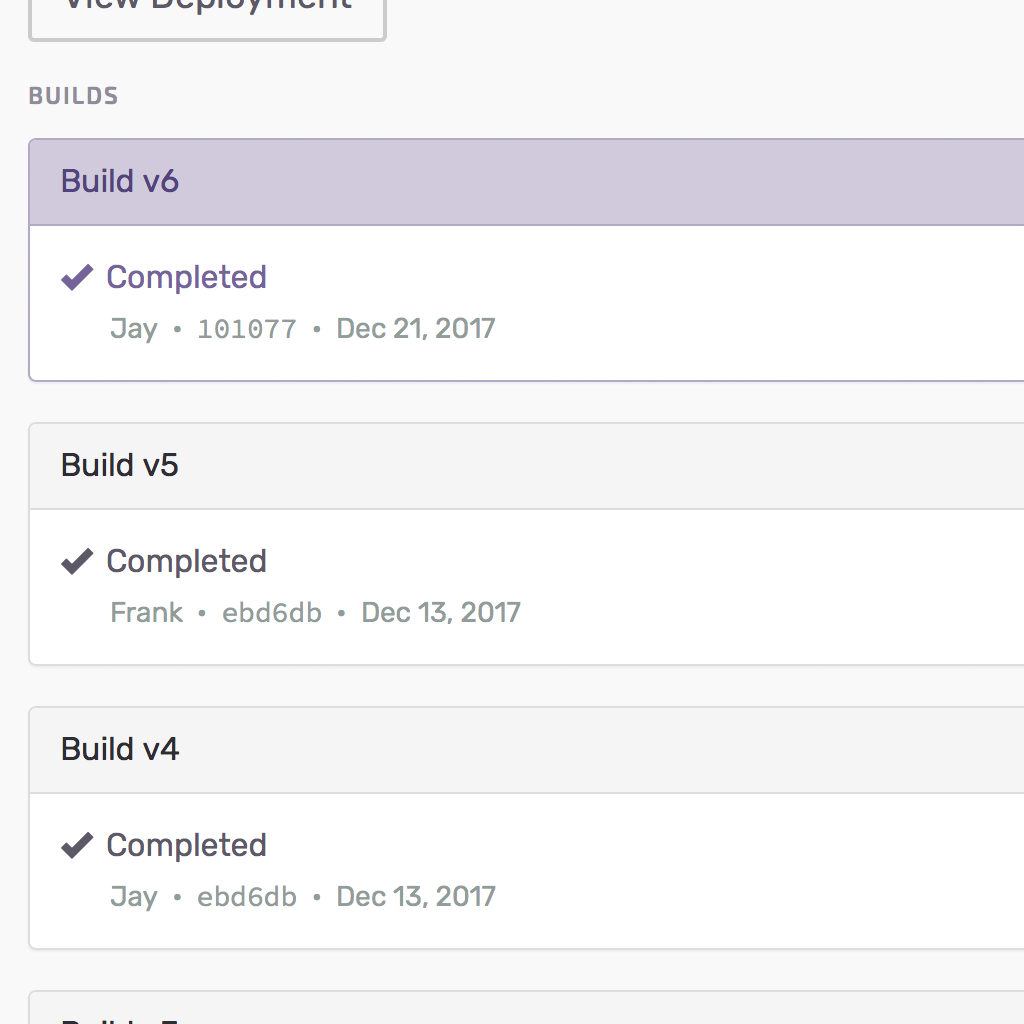 View Deployment
BUILDS
Build v6
Completed
Jay • 101077 • Dec 21, 2017
Build v5
Completed
Frank • ebd6db • Dec 13, 2017
Build v4
Completed
Jay • ebd6db • Dec 13, 2017